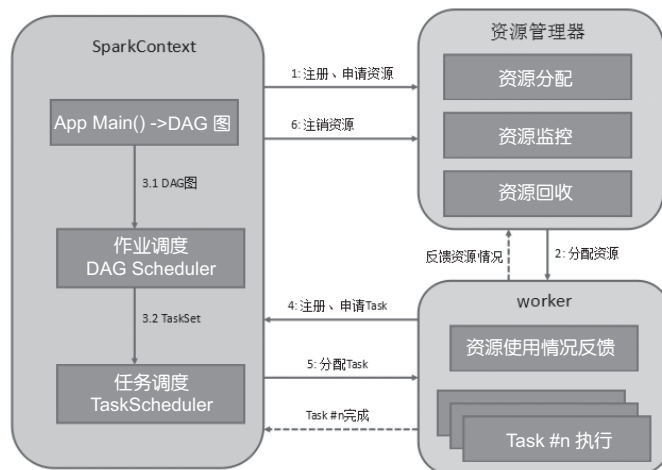 SparkContext
App Main() ->DAG 图
3.1 DAG图
作业调度
DAG Scheduler
3.2 TaskSet
任务调度
TaskScheduler
1: 注册、申请资源
6: 注销资源
资源管理器
资源分配
资源监控
资源回收
反馈资源情况
2: 分配资源
4: 注册、申请Task
5: 分配Task
Task #n完成
worker
资源使用情况反馈
Task #n 执行